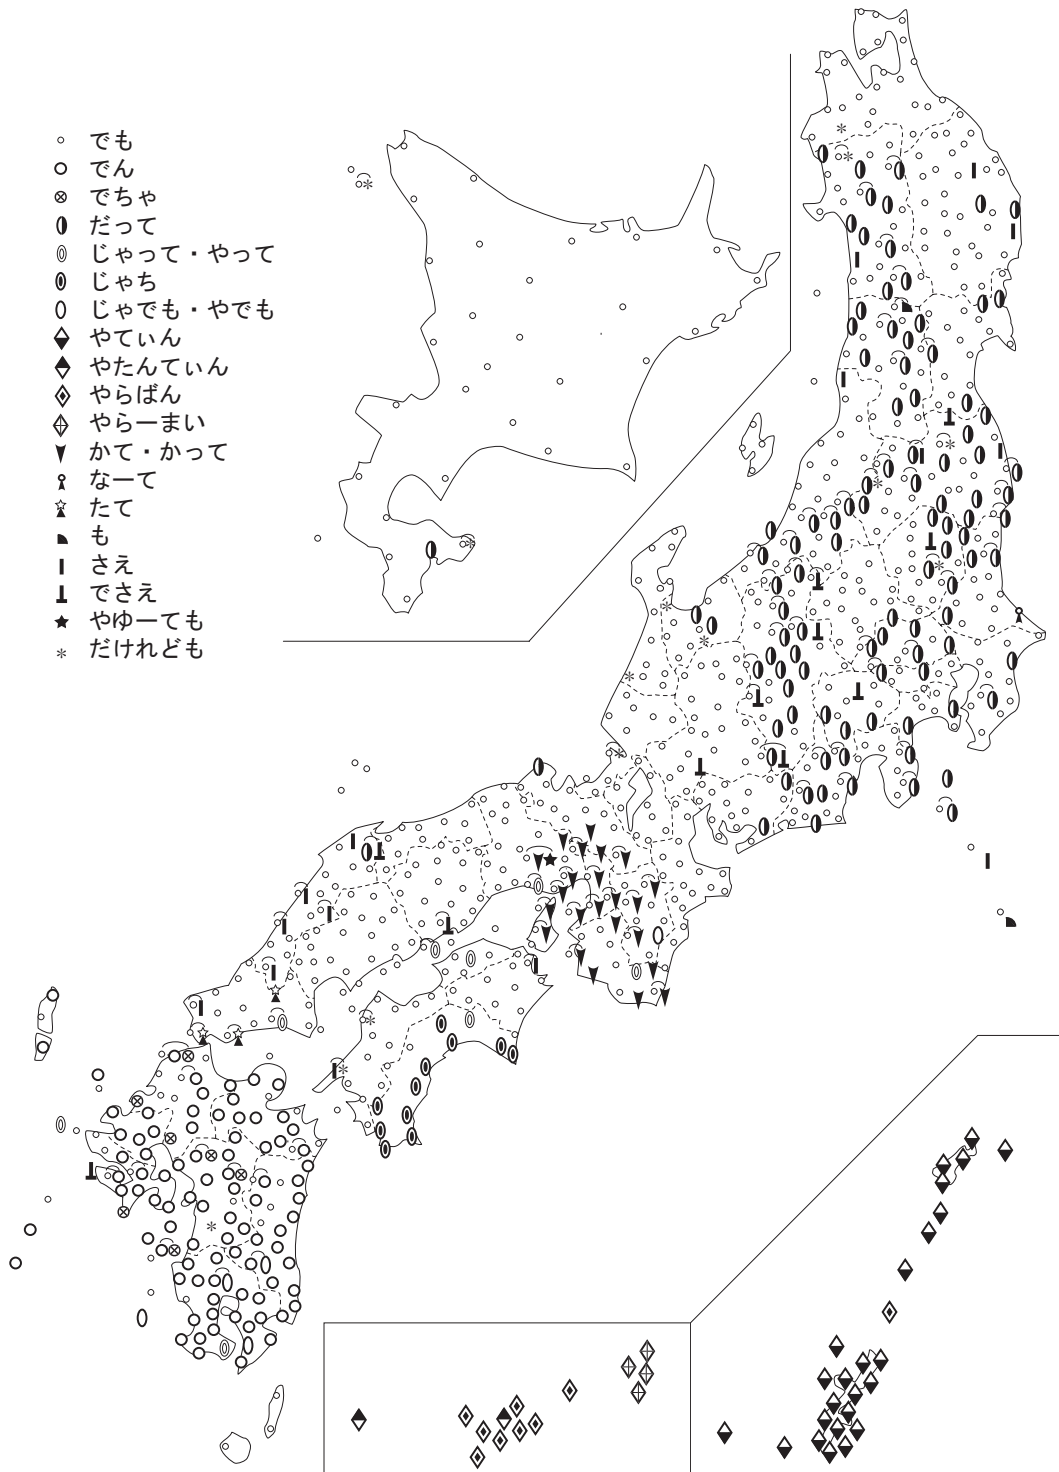 でも
でん
でちゃ
だって
じゃって・やって
じゃち
じゃでも・やでも
やてぃん
やたんてぃん
やらばん
やらーまい
かて・かって
なーて
たて
も
さえ
でさえ
やゆーても
だけれども